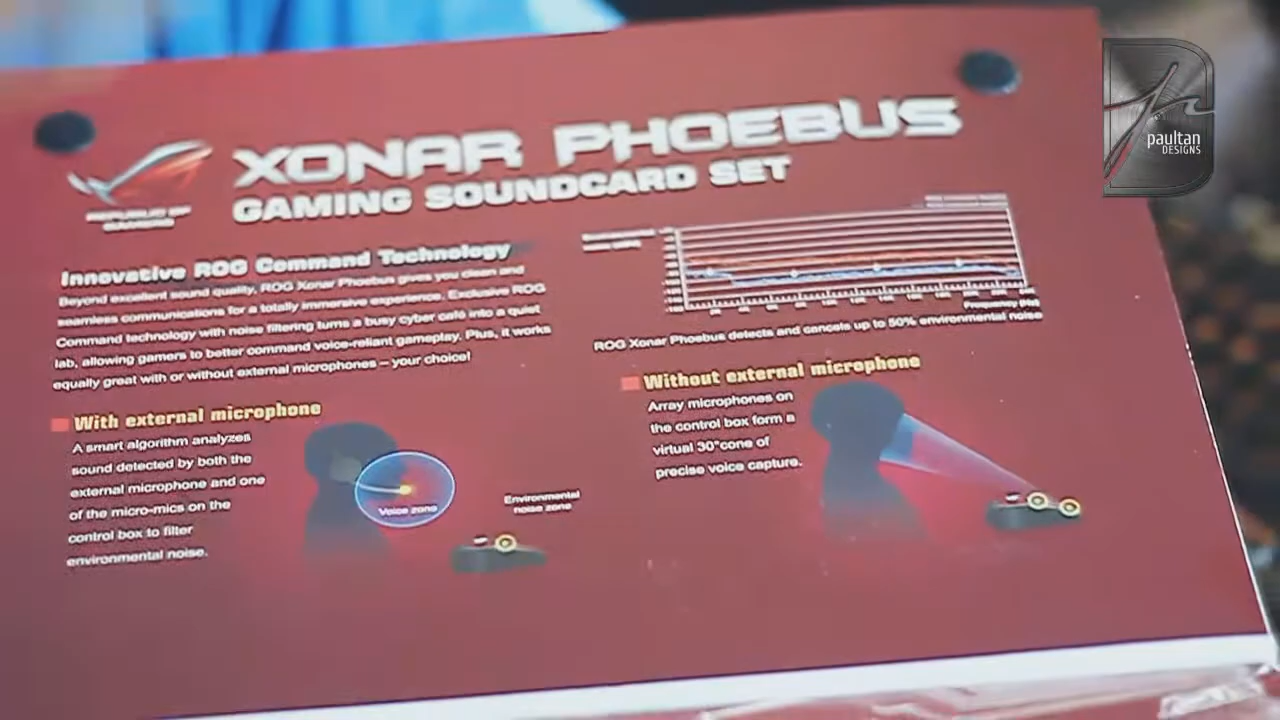 XONAR PHOEBUS
GAMING SOUNDCARD SET
REPUBLIC OF
GAMERS
paultan
DESIGNS
Innovative ROG Command Technology
Beyond excellent sound quality, ROG Xonar Phoebus gives you clean and
seamless communications for a totally immersive experience. Exclusive ROG
Command technology with noise filtering turns a busy cyber café into a quiet
lab, allowing gamers to better command voice-reliant gameplay. Plus, it works
equally great with or without external microphones – your choice!
Frequency (Hz)
ROG Xonar Phoebus detects and cancels up to 50% environmental noise
With external microphone
A smart algorithm analyzes
sound detected by both the
external microphone and one
of the micro-mics on the
control box to filter
environmental noise.
Voice zone
Environmental
noise zone
Without external microphone
Array microphones on
the control box form a
virtual 30°cone of
precise voice capture.